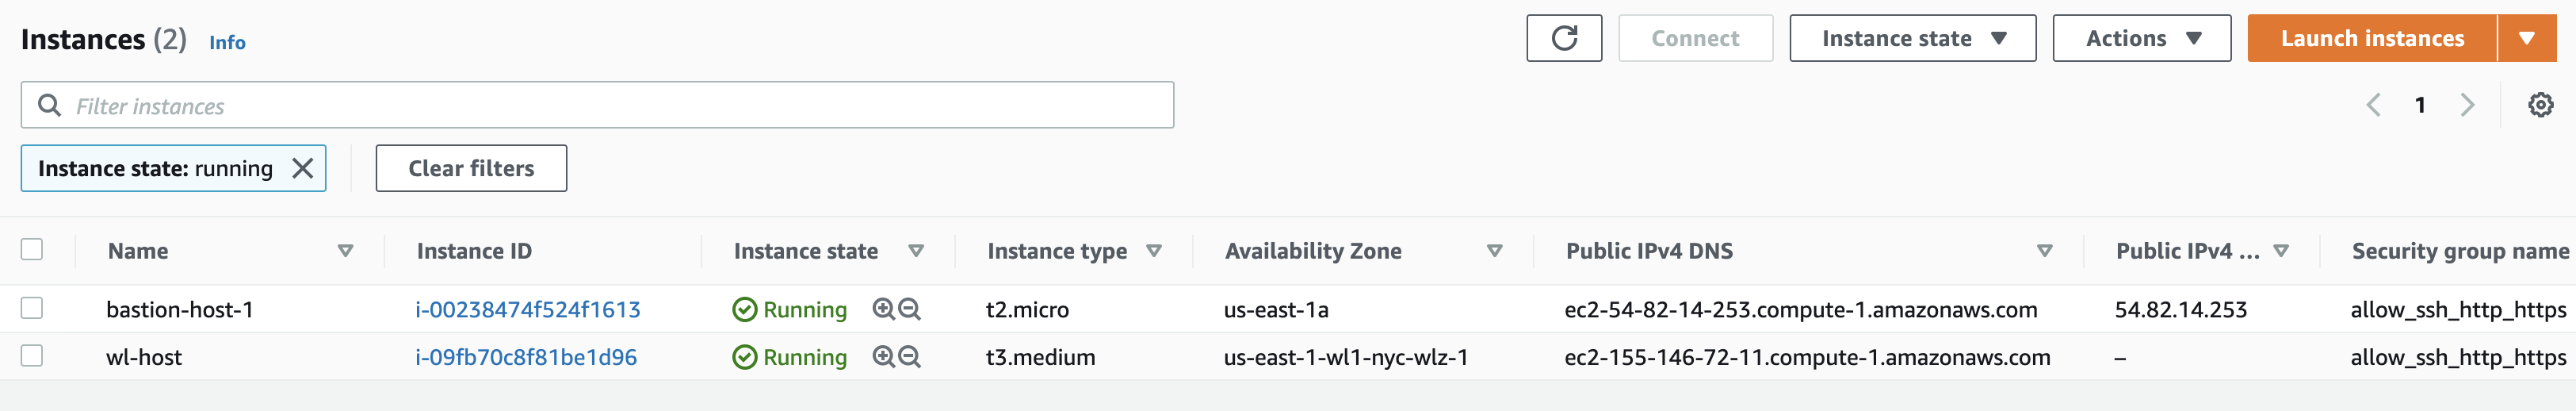 Instances (2) Info Connect Instance state Actions Launch instances
Filter instances 1
Instance state: running Clear filters
Name Instance ID Instance state Instance type Availability Zone Public IPv4 DNS Public IPv4 ... Security group name
bastion-host-1 i-00238474f524f1613 Running t2.micro us-east-1a ec2-54-82-14-253.compute-1.amazonaws.com 54.82.14.253 allow_ssh_http_https
wl-host i-09fb70c8f81be1d96 Running t3.medium us-east-1-wl1-nyc-wlz-1 ec2-155-146-72-11.compute-1.amazonaws.com – allow_ssh_http_https